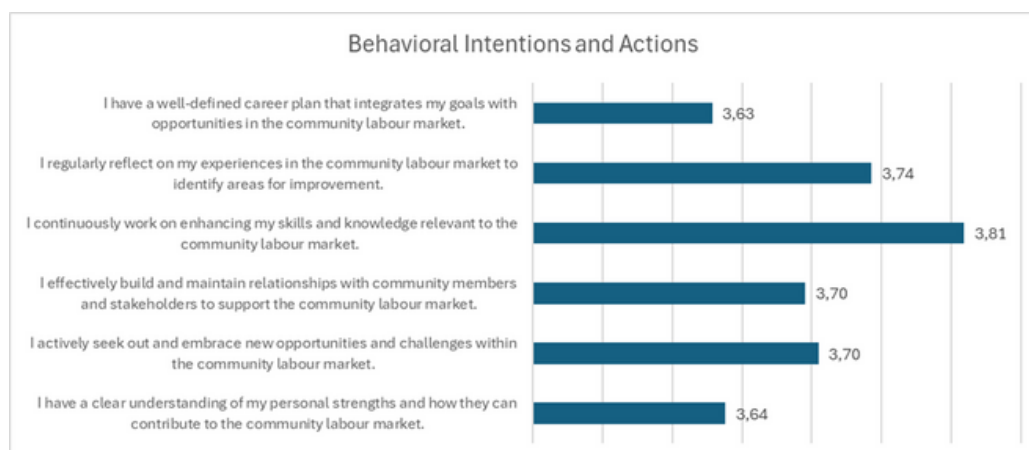 Behavioral Intentions and Actions
I have a well-defined career plan that integrates my goals with
opportunities in the community labour market.
3,63
I regularly reflect on my experiences in the community labour market to
identify areas for improvement.
3,74
I continuously work on enhancing my skills and knowledge relevant to the
community labour market.
3,81
I effectively build and maintain relationships with community members
and stakeholders to support the community labour market.
3,70
I actively seek out and embrace new opportunities and challenges within
the community labour market.
3,70
I have a clear understanding of my personal strengths and how they can
contribute to the community labour market.
3,64